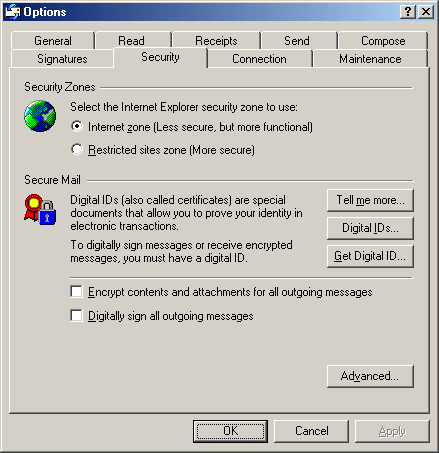 Options
General Read Receipts Send Compose
Signatures Security Connection Maintenance
Security Zones
Select the Internet Explorer security zone to use:
Internet zone (Less secure, but more functional)
Restricted sites zone (More secure)
Secure Mail
Digital IDs (also called certificates) are special
documents that allow you to prove your identity in
electronic transactions.
To digitally sign messages or receive encrypted
messages, you must have a digital ID.
Tell me more...
Digital IDs...
Get Digital ID...
Encrypt contents and attachments for all outgoing messages
Digitally sign all outgoing messages
Advanced...
OK Cancel Apply